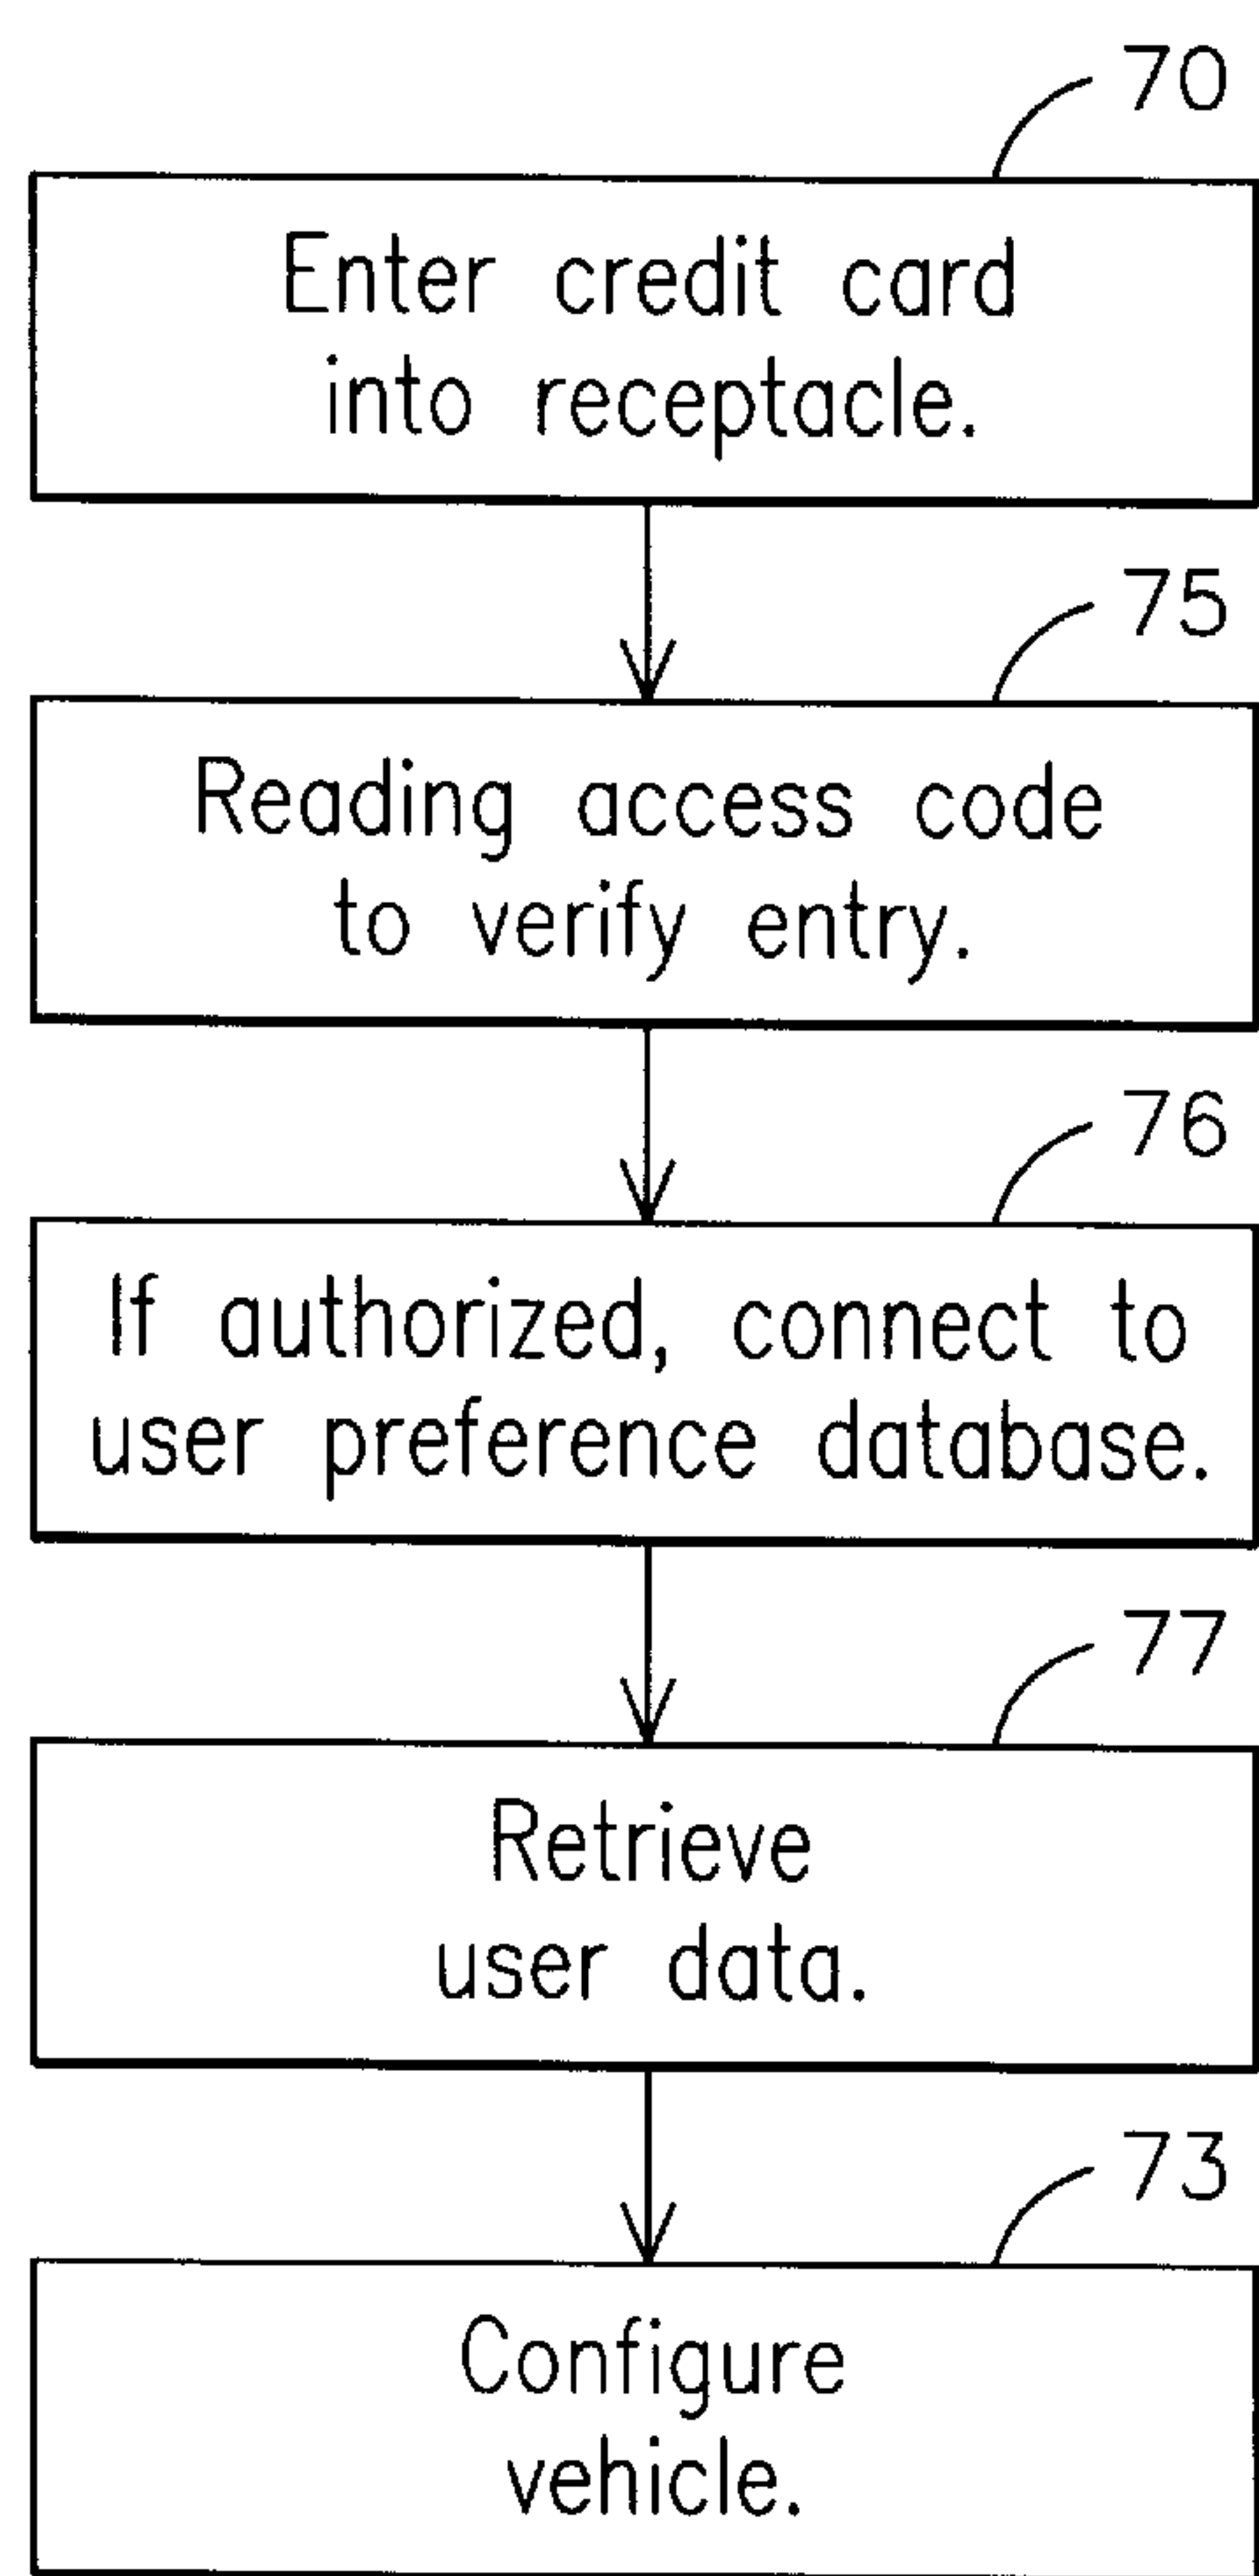 70
Enter credit card
into receptacle.
75
Reading access code
to verify entry.
76
If authorized, connect to
user preference database.
77
Retrieve
user data.
73
Configure
vehicle.